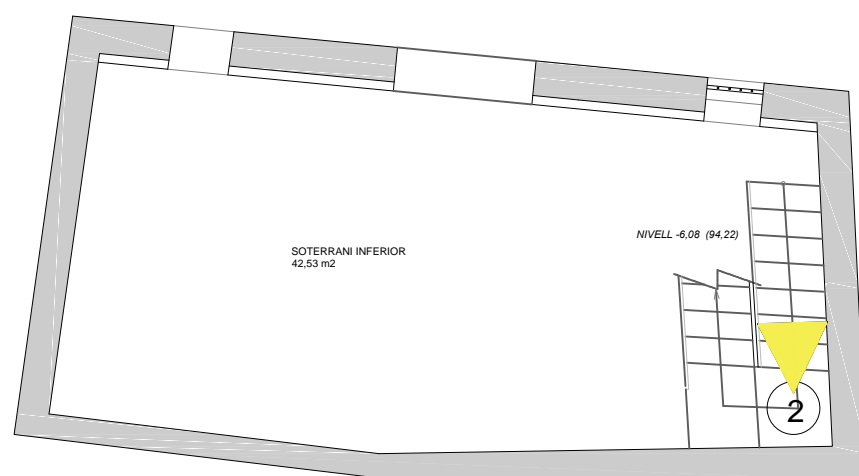 NIVELL -6,08 (94,22)
SOTERRANI INFERIOR
42,53 m2
2